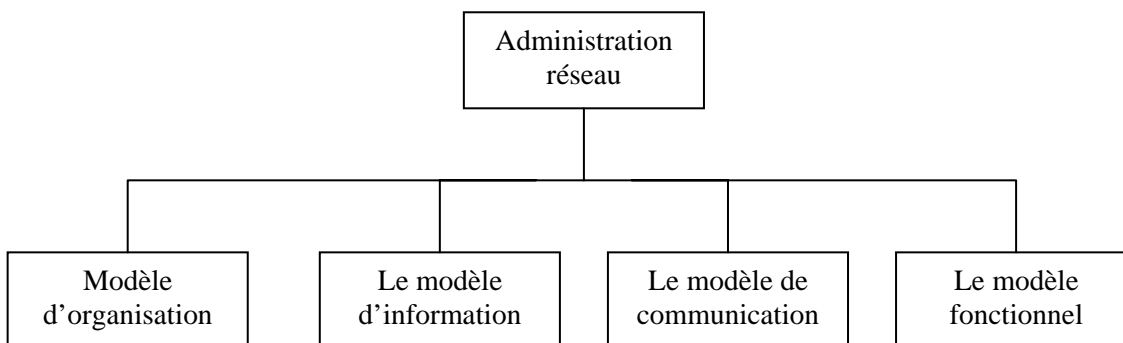 Administration
réseau
Modèle
d’organisation
Le modèle
d’information
Le modèle de
communication
Le modèle
fonctionnel